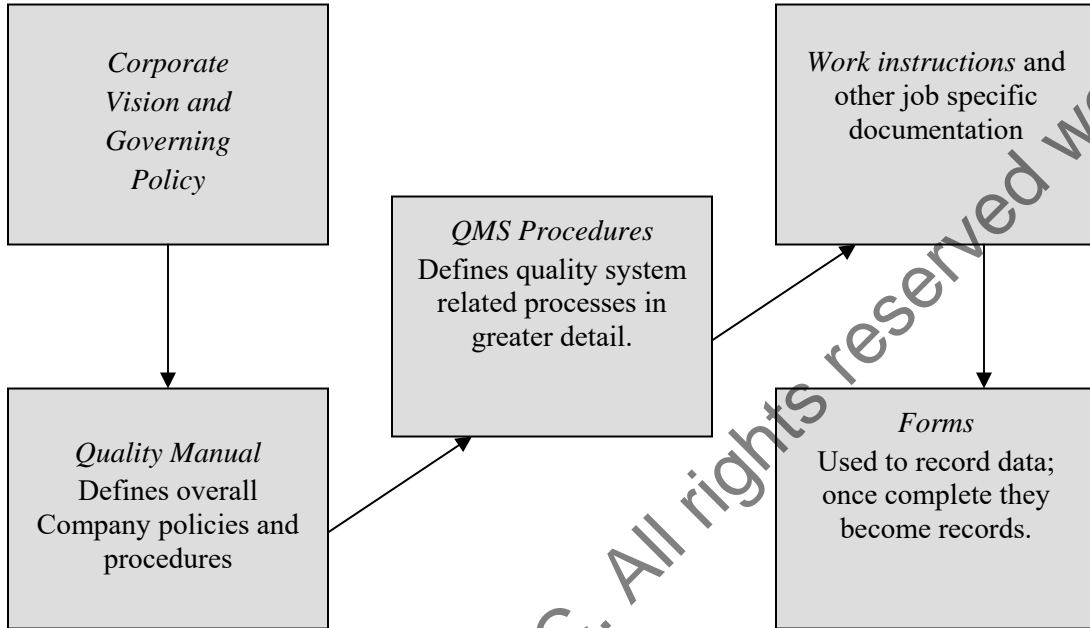 Corporate
Vision and
Governing
Policy
Quality Manual
Defines overall
Company policies and
procedures
QMS Procedures
Defines quality system
related processes in
greater detail.
Work instructions and
other job specific
documentation
Forms
Used to record data;
once complete they
become records.
All rights reserved